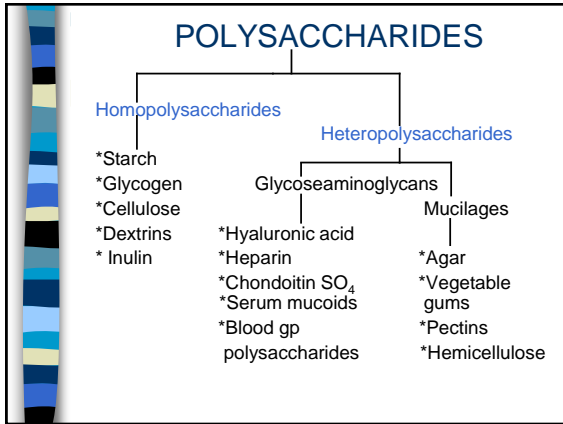 POLYSACCHARIDES
Homopolysaccharides
*Starch
*Glycogen
*Cellulose
*Dextrins
* Inulin
Heteropolysaccharides
Glycoseaminoglycans
*Hyaluronic acid
*Heparin
*Chondoitin SO₄
*Serum mucoids
*Blood gp
polysaccharides
Mucilages
*Agar
*Vegetable
gums
*Pectins
*Hemicellulose